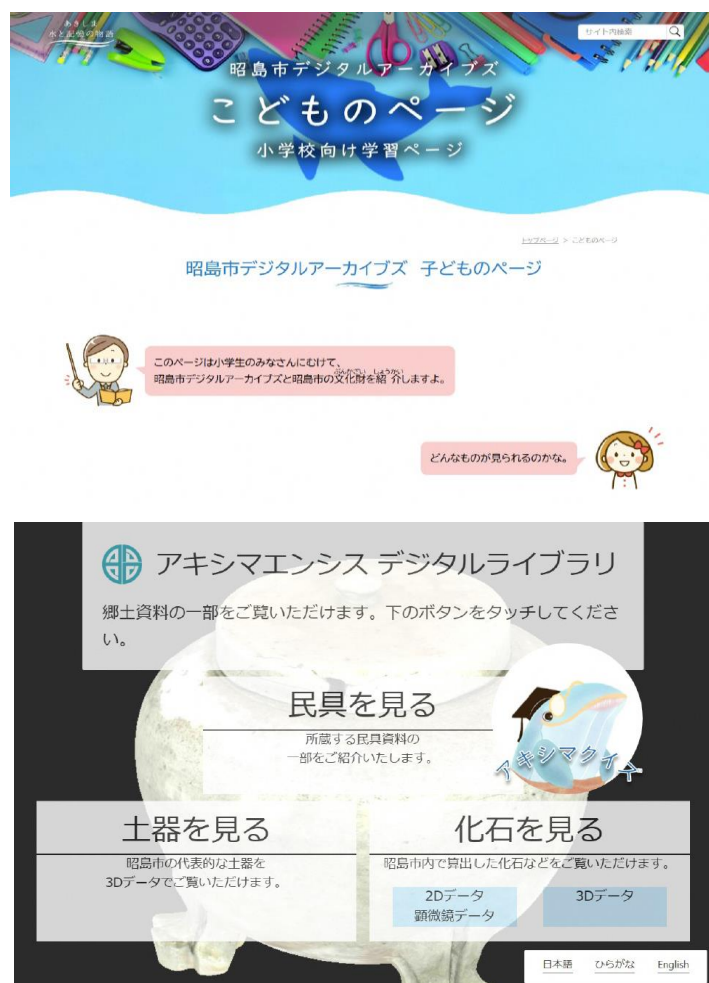 あきしま
水と記憶の物語
サイト内検索
昭島市デジタルアーカイブズ
こどものページ
小学校向け学習ページ
トップページ > こどものページ
昭島市デジタルアーカイブズ 子どものページ
このページは小学生のみなさんにむけて、
昭島市デジタルアーカイブズと昭島市の文化財を紹介しますよ。
どんなものが見られるのかな。
アキシマエンシス デジタルライブラリ
郷土資料の一部をご覧いただけます。下のボタンをタッチしてくださ
い。
民具を見る
所蔵する民具資料の
一部をご紹介いたします。
アキシマクイズ
土器を見る
昭島市の代表的な土器を
3Dデータでご覧いただけます。
化石を見る
昭島市内で算出した化石などをご覧いただけます。
2Dデータ
顕微鏡データ
3Dデータ
日本語 ひらがな English